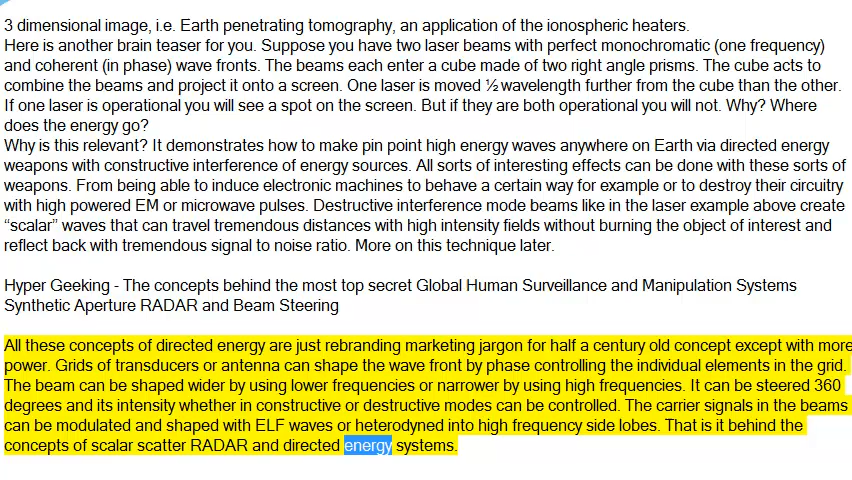 3 dimensional image, i.e. Earth penetrating tomography, an application of the ionospheric heaters.
Here is another brain teaser for you. Suppose you have two laser beams with perfect monochromatic (one frequency)
and coherent (in phase) wave fronts. The beams each enter a cube made of two right angle prisms. The cube acts to
combine the beams and project it onto a screen. One laser is moved ½ wavelength further from the cube than the other.
If one laser is operational you will see a spot on the screen. But if they are both operational you will not. Why? Where
does the energy go?
Why is this relevant? It demonstrates how to make pin point high energy waves anywhere on Earth via directed energy
weapons with constructive interference of energy sources. All sorts of interesting effects can be done with these sorts of
weapons. From being able to induce electronic machines to behave a certain way for example or to destroy their circuitry
with high powered EM or microwave pulses. Destructive interference mode beams like in the laser example above create
“scalar” waves that can travel tremendous distances with high intensity fields without burning the object of interest and
reflect back with tremendous signal to noise ratio. More on this technique later.
Hyper Geeking - The concepts behind the most top secret Global Human Surveillance and Manipulation Systems
Synthetic Aperture RADAR and Beam Steering
All these concepts of directed energy are just rebranding marketing jargon for half a century old concept except with more
power. Grids of transducers or antenna can shape the wave front by phase controlling the individual elements in the grid.
The beam can be shaped wider by using lower frequencies or narrower by using high frequencies. It can be steered 360
degrees and its intensity whether in constructive or destructive modes can be controlled. The carrier signals in the beams
can be modulated and shaped with ELF waves or heterodyned into high frequency side lobes. That is it behind the
concepts of scalar scatter RADAR and directed energy systems.